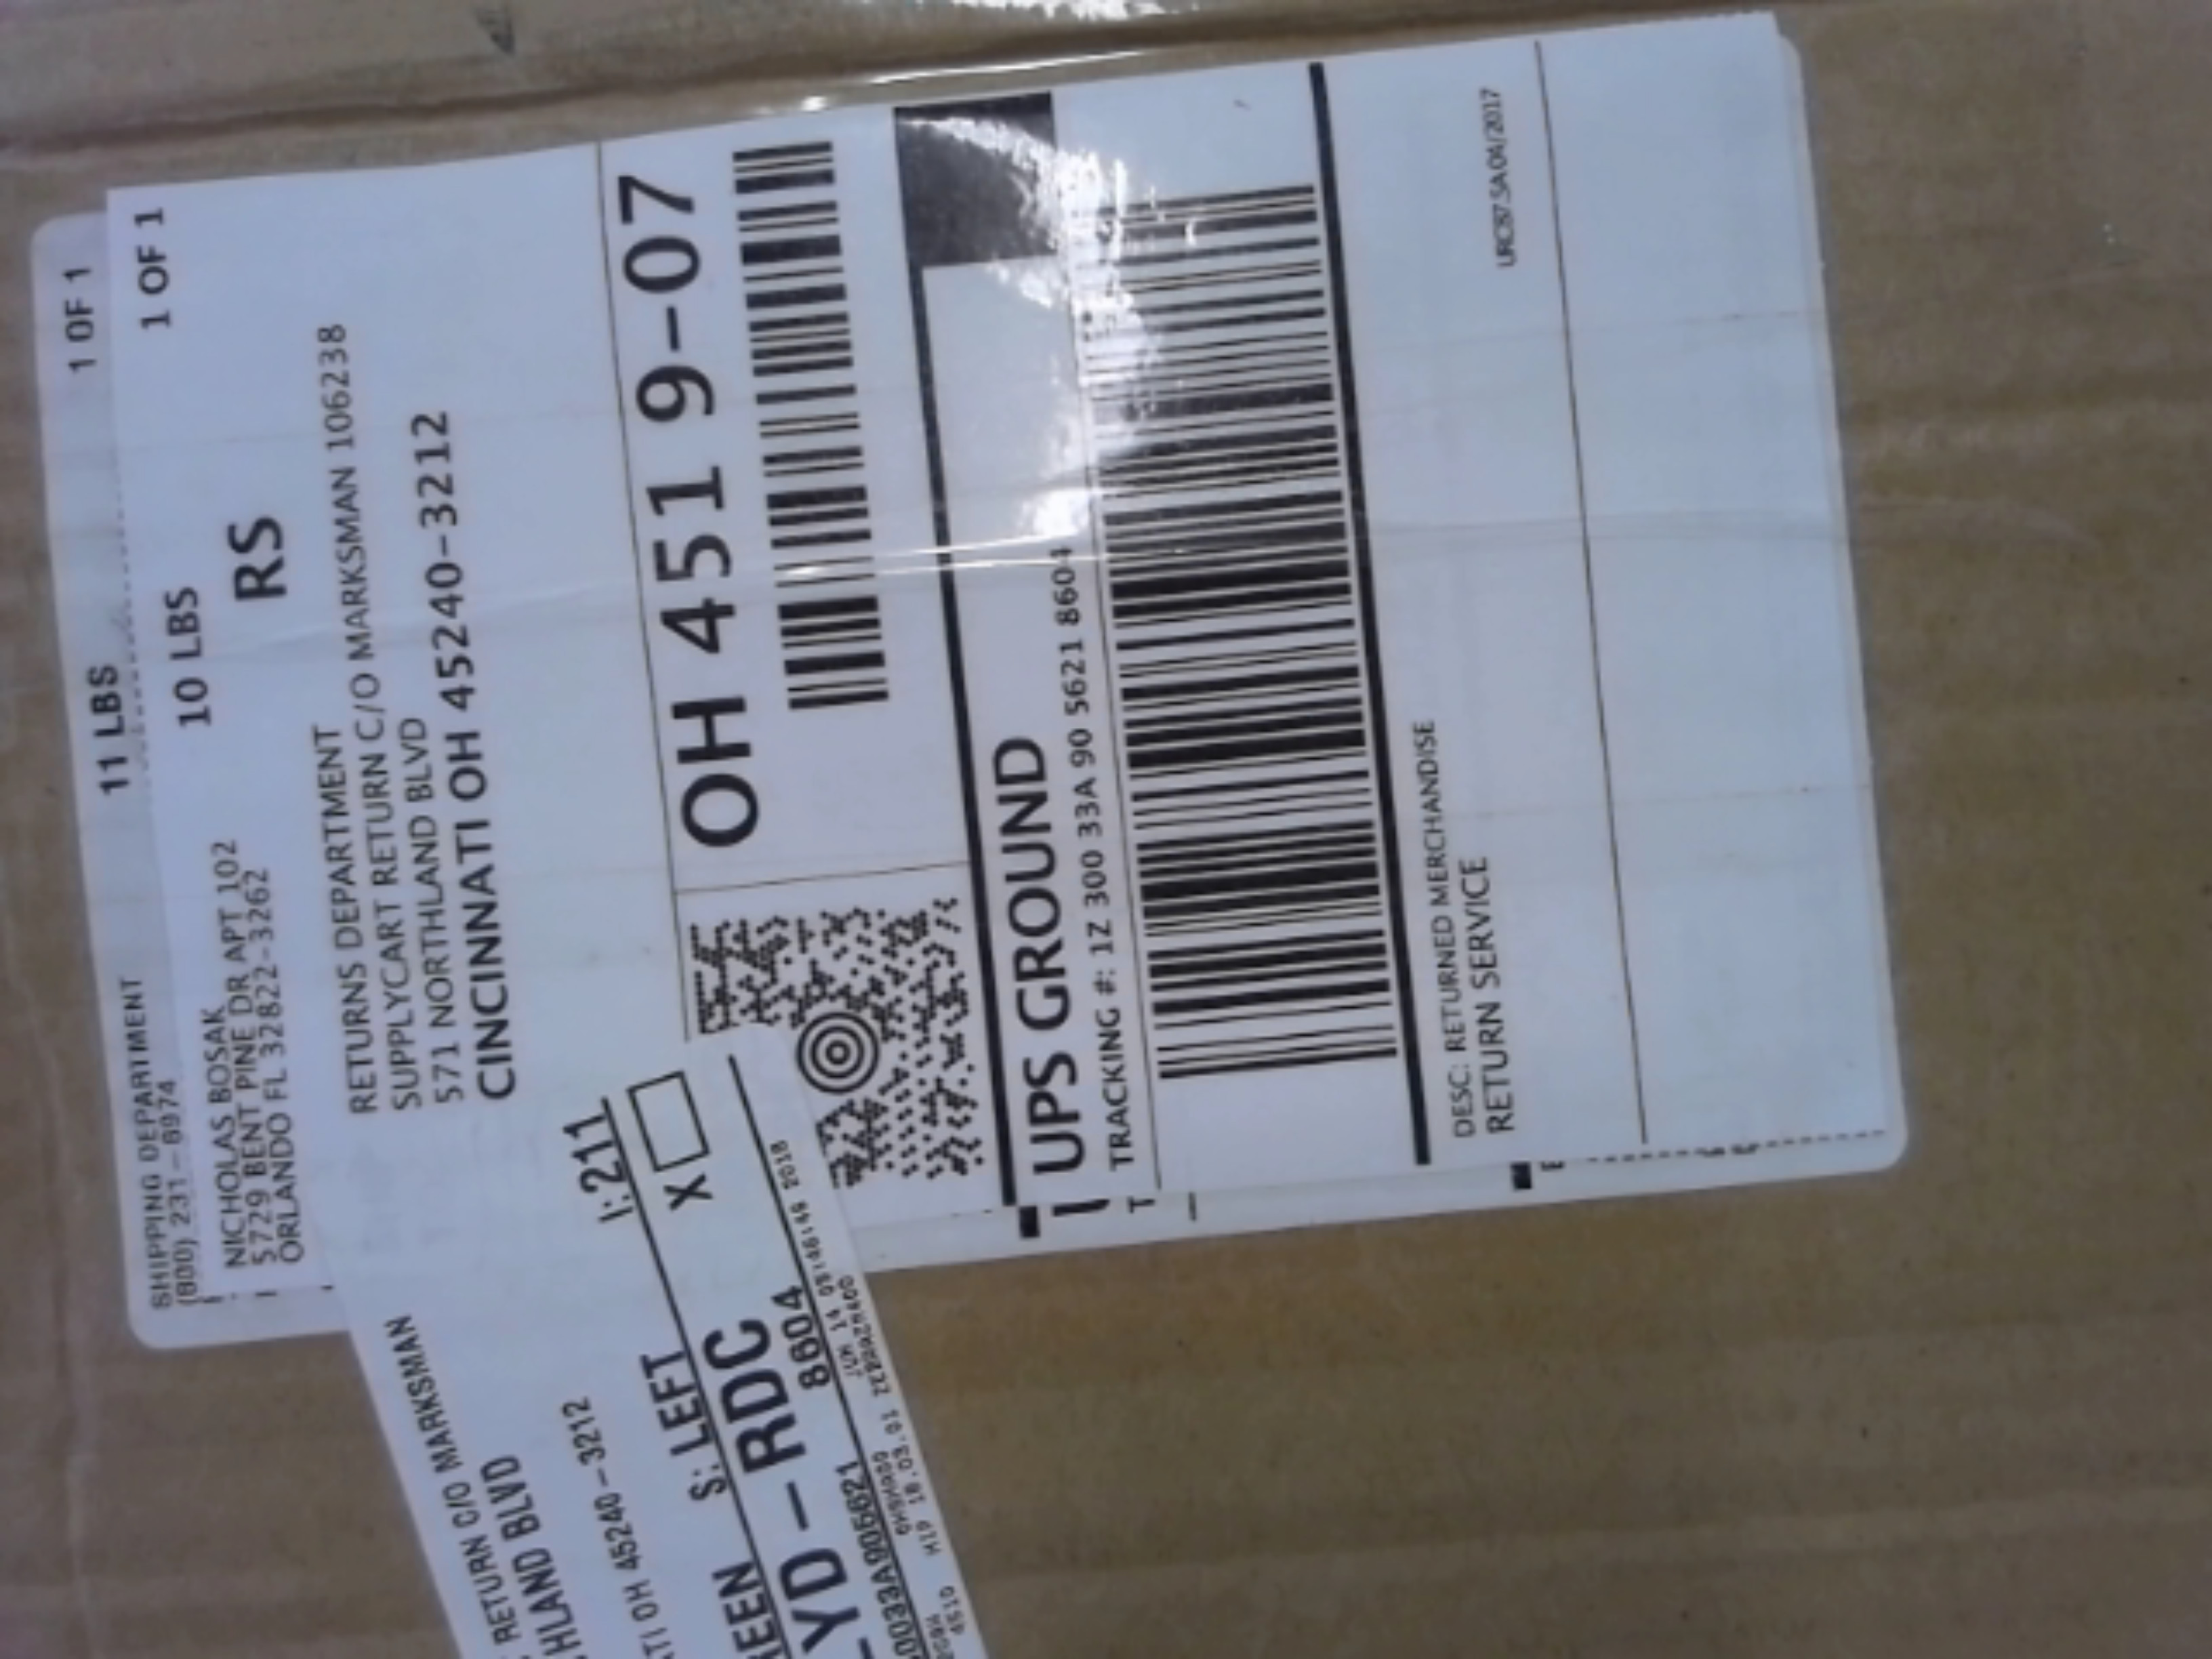 SHIPPING DEPARTMENT
(800) 231-6974
11 LBS
1 OF 1
NICHOLAS BOSAK
5729 BENT PINE DR APT 102
ORLANDO FL 32822-3262
10 LBS
1 OF 1
RS
RETURNS DEPARTMENT
SUPPLYCART RETURN C/O MARKSMAN 106238
571 NORTHLAND BLVD
CINCINNATI OH 45240-3212
OH 451 9-07
UPS GROUND
TRACKING #: 1Z 300 33A 90 5621 8604
DESC: RETURNED MERCHANDISE
RETURN SERVICE
RETURN C/O MARKSMAN
HLAND BLVD
TI OH 45240-3212
I:211
S: LEFT
X
YD-RDC
8604